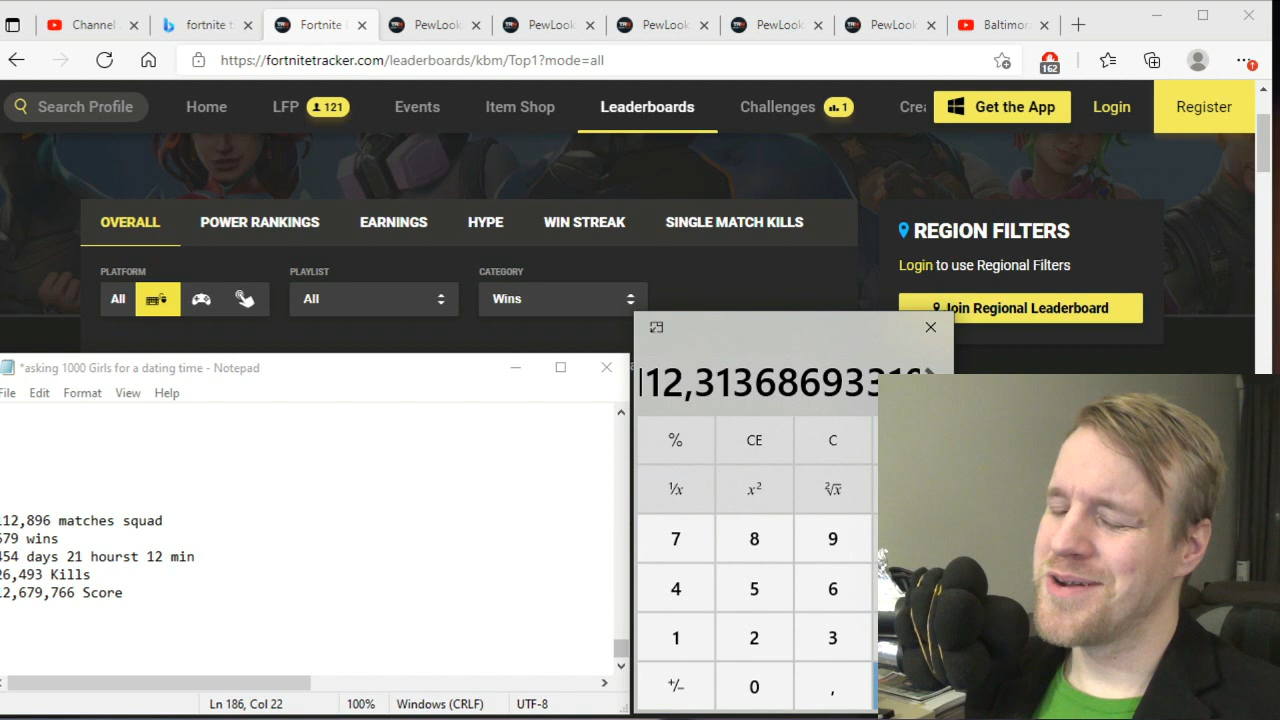 Channel
fortnite t
Fortnite
PewLook
PewLook
PewLook
PewLook
PewLook
Baltimor
https://fortnitetracker.com/leaderboards/kbm/Top1?mode=all
162
Search Profile
Home
LFP
121
Events
Item Shop
Leaderboards
Challenges
1
Crea
Get the App
Login
Register
OVERALL
POWER RANKINGS
EARNINGS
HYPE
WIN STREAK
SINGLE MATCH KILLS
REGION FILTERS
Login to use Regional Filters
Join Regional Leaderboard
PLATFORM
PLAYLIST
CATEGORY
All
All
Wins
*asking 1000 Girls for a dating time - Notepad
File Edit Format View Help
112,896 matches squad
579 wins
454 days 21 hourst 12 min
26,493 Kills
12,679,766 Score
Ln 186, Col 22
100%
Windows (CRLF)
UTF-8
% CE C
1/x x² ²√x
7 8 9
4 5 6
1 2 3
+/- 0 ,